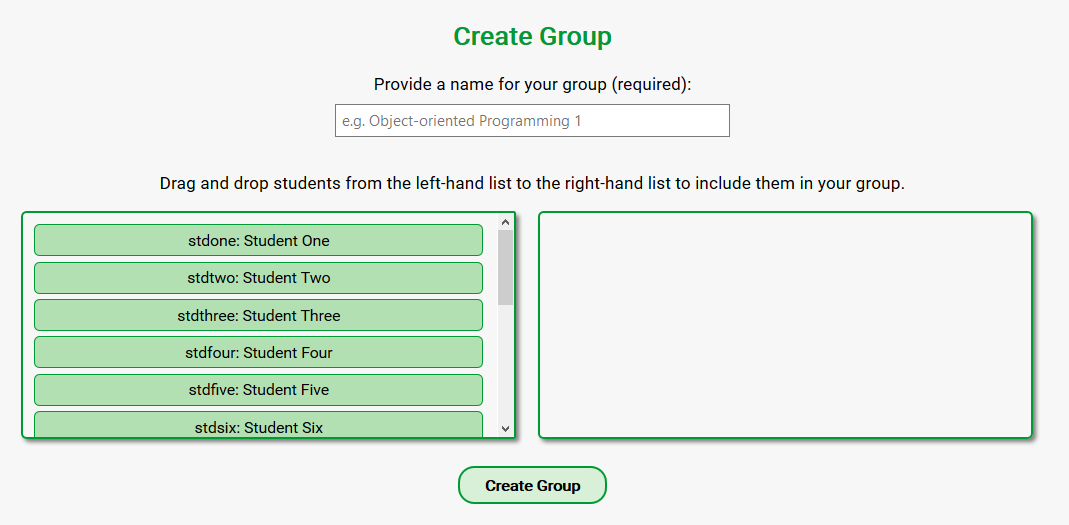 Create Group
Provide a name for your group (required):
e.g. Object-oriented Programming 1
Drag and drop students from the left-hand list to the right-hand list to include them in your group.
stdone: Student One
stdtwo: Student Two
stdthree: Student Three
stdfour: Student Four
stdfive: Student Five
stdsix: Student Six
Create Group